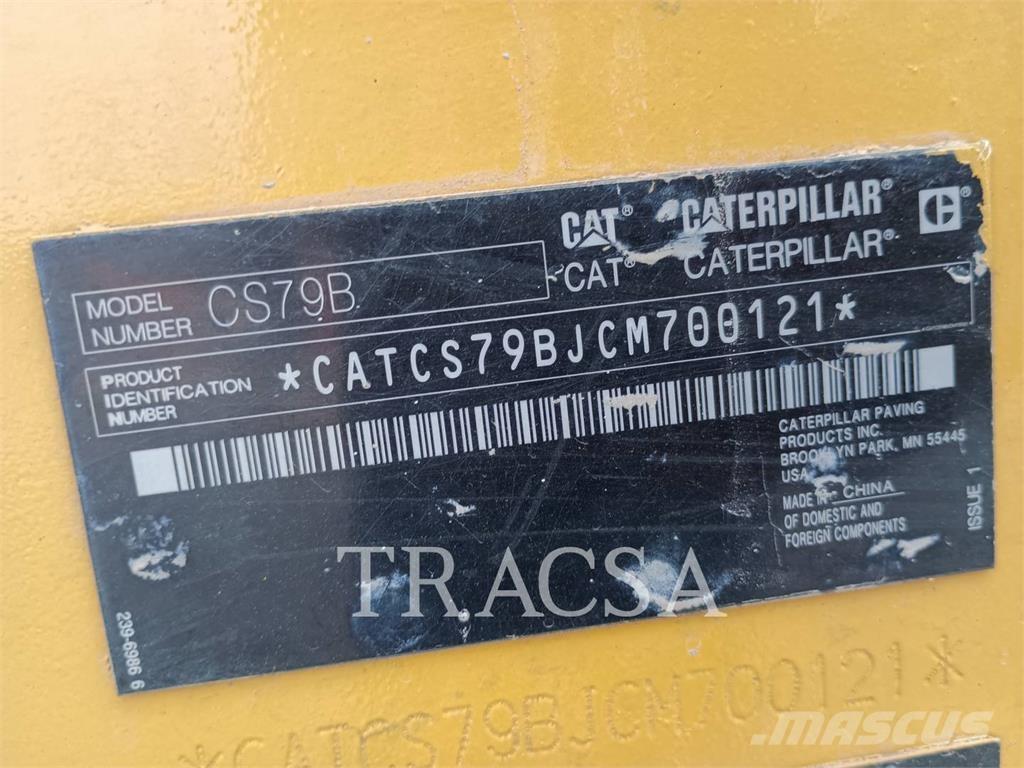 CAT® CATERPILLAR®
CAT® CATERPILLAR®
MODEL
NUMBER
CS79B
PRODUCT
IDENTIFICATION
NUMBER
*CATCS79BJCM700121*
CATERPILLAR PAVING
PRODUCTS INC.
BROOKLYN PARK, MN 55445
USA
MADE IN CHINA
OF DOMESTIC AND
FOREIGN COMPONENTS
ISSUE 1
239-6986 6
TRACSA
*CATCS79BJCM700121*
MASCUS